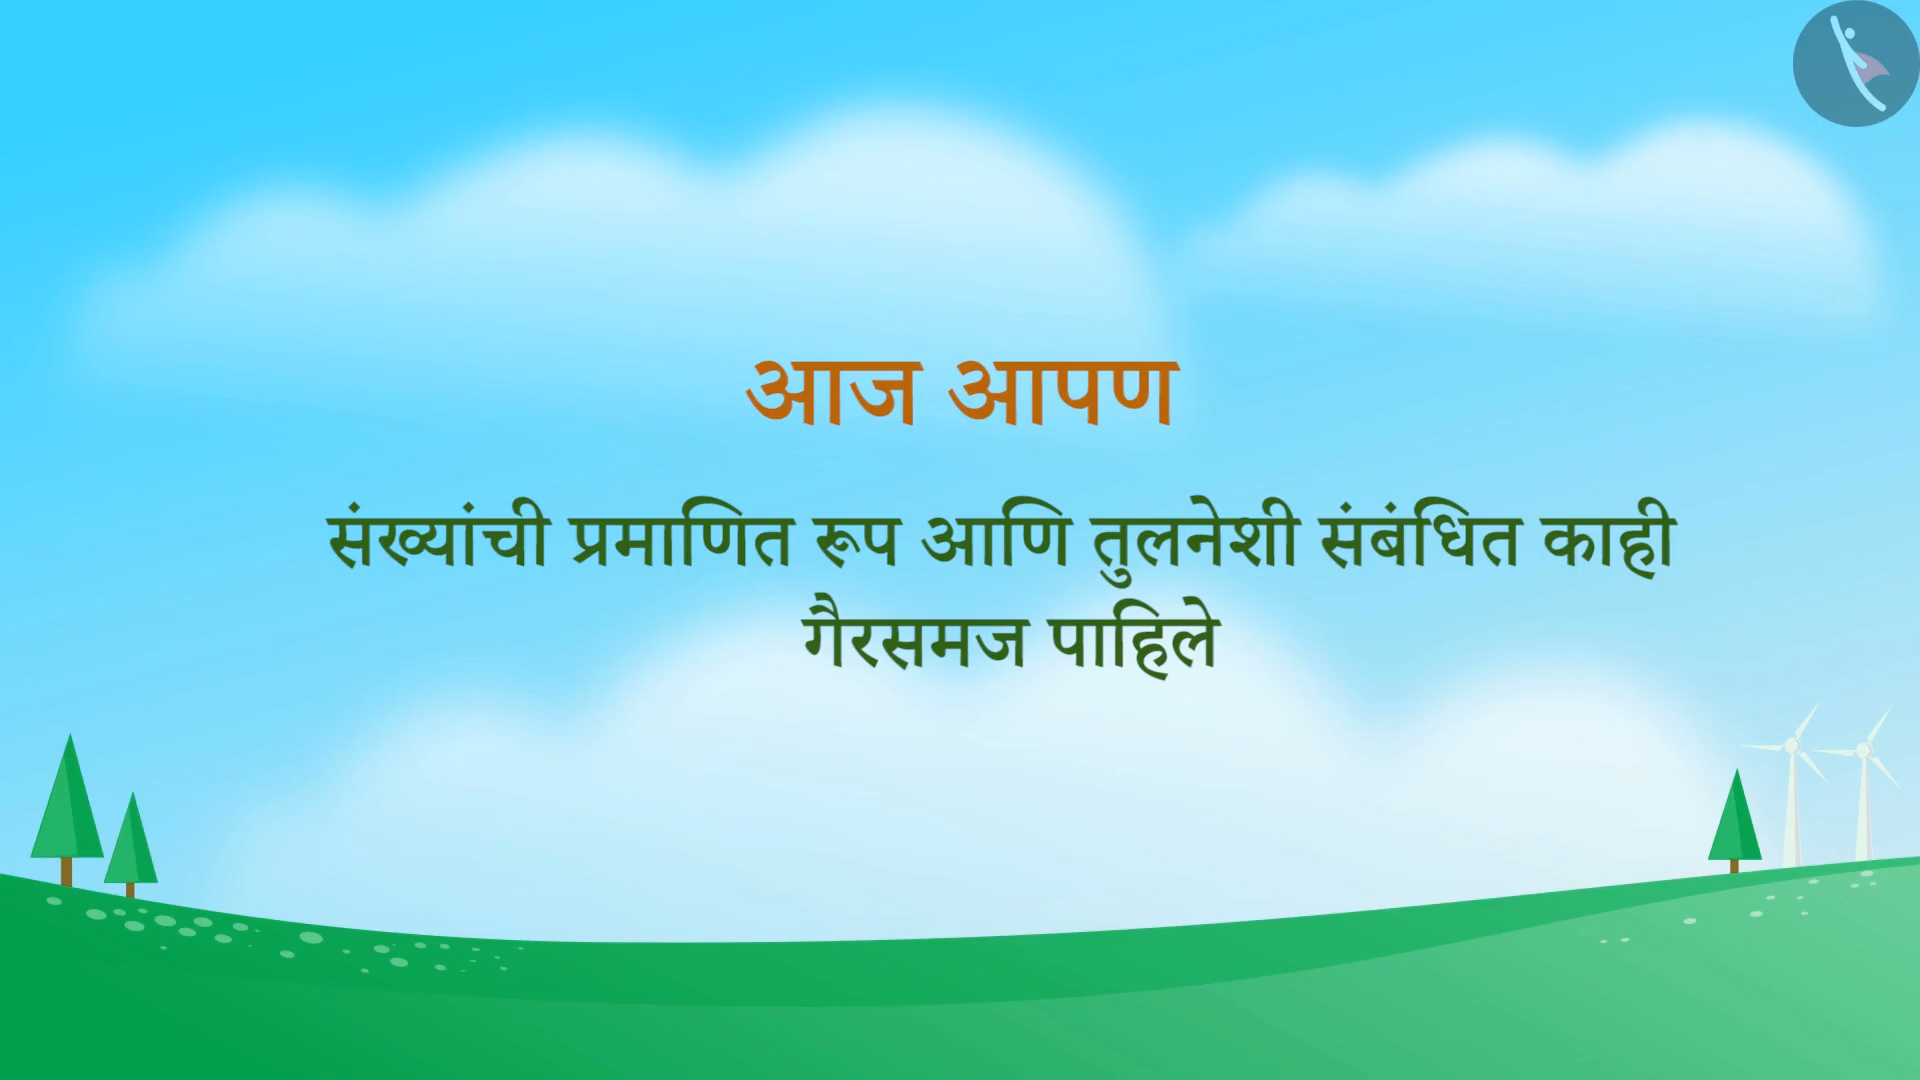 आज आपण
संख्यांची प्रमाणित रूप आणि तुलनेशी संबंधित काही
गैरसमज पाहिले